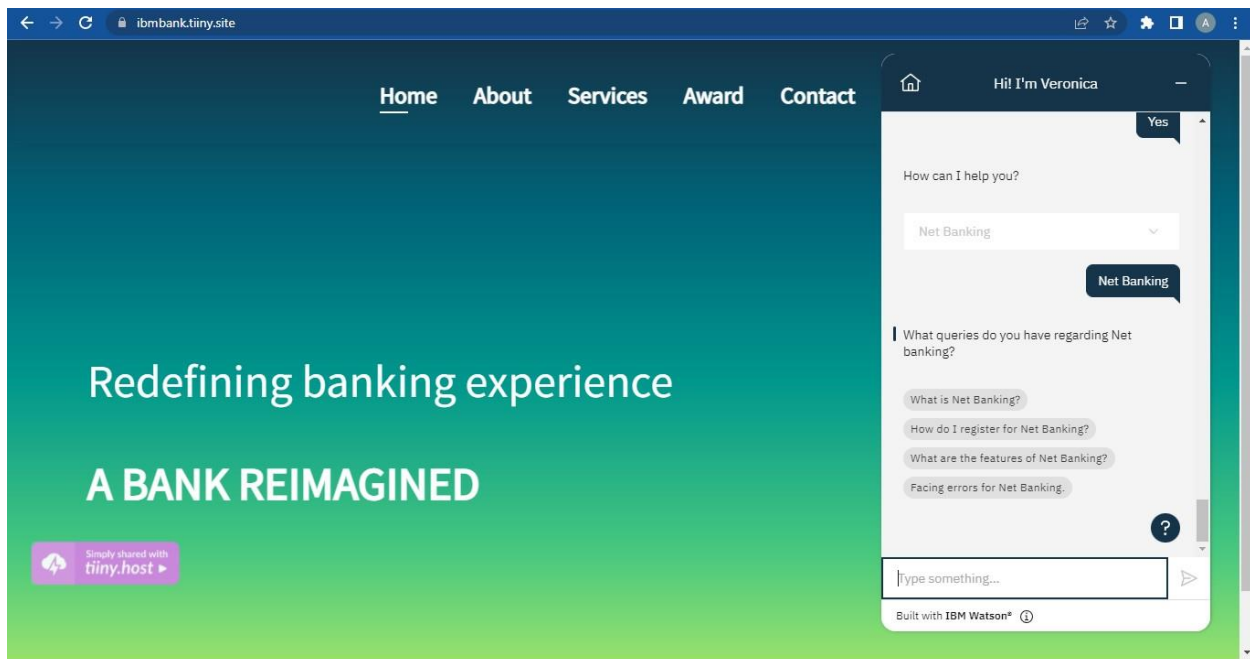 ibmbank.tiiny.site
A
Home About Services Award Contact
Redefining banking experience
A BANK REIMAGINED
Simply shared with
tiiny.host ▸
Hi! I'm Veronica
Yes
How can I help you?
Net Banking
Net Banking
What queries do you have regarding Net
banking?
What is Net Banking?
How do I register for Net Banking?
What are the features of Net Banking?
Facing errors for Net Banking.
?
Type something...
Built with IBM Watson®